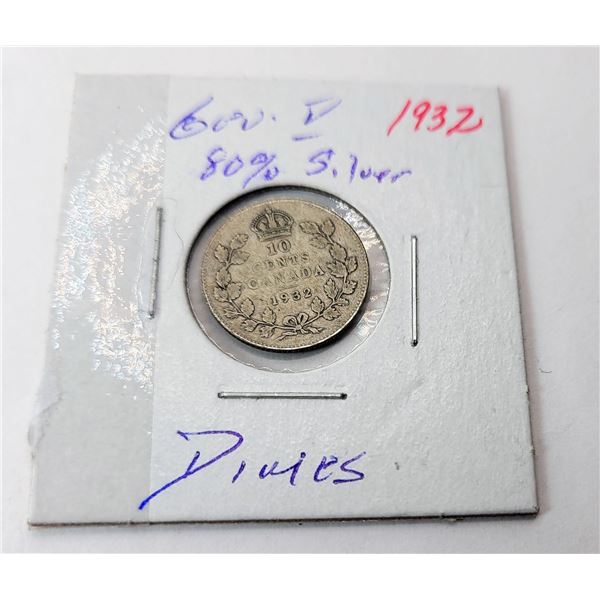 Geo. V 1932
80% Silver
10
CENTS
CANADA
1932
Dimes